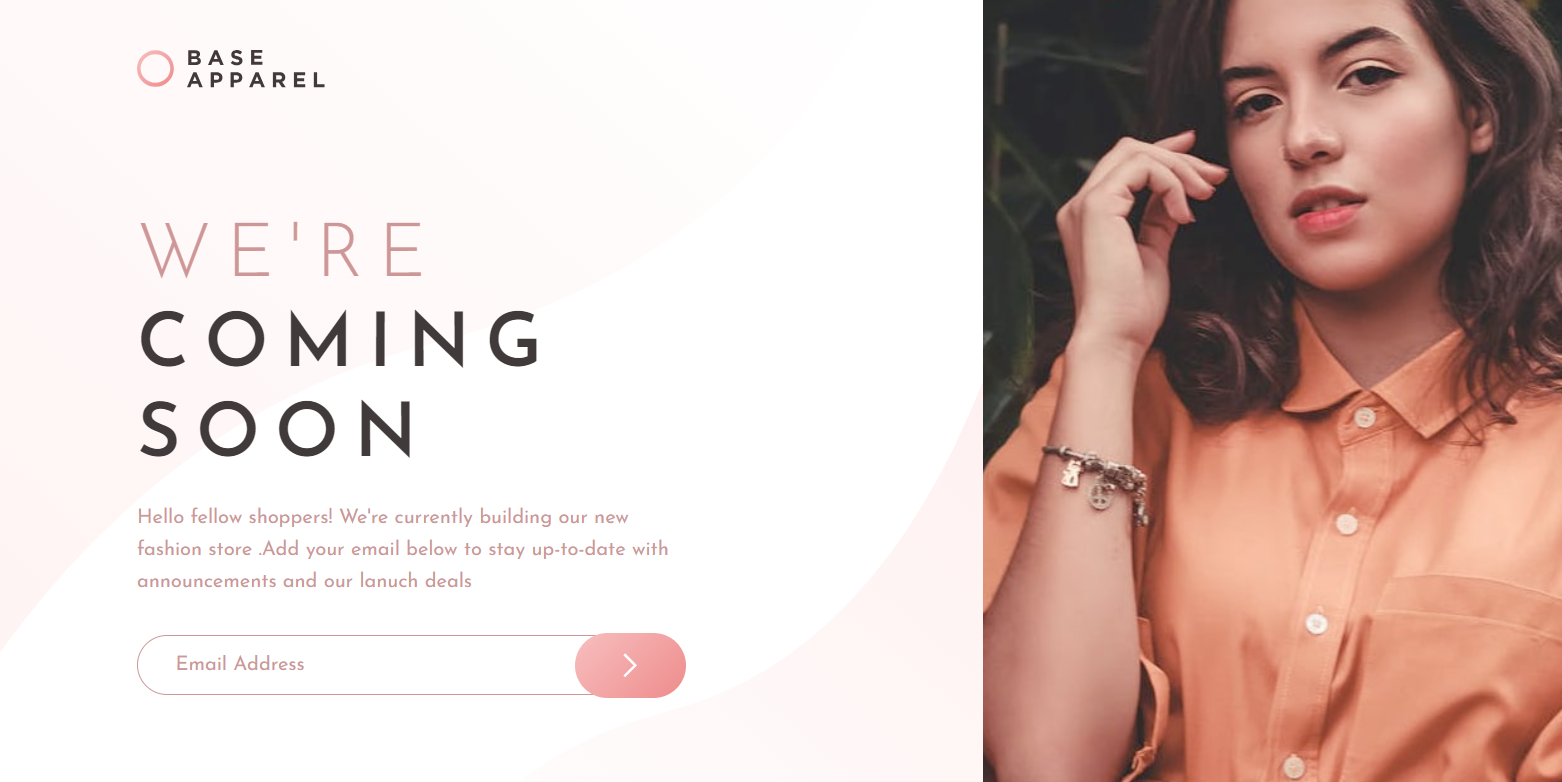 BASE
APPAREL
WE'RE
COMING
SOON
Hello fellow shoppers! We're currently building our new
fashion store .Add your email below to stay up-to-date with
announcements and our lanuch deals
Email Address